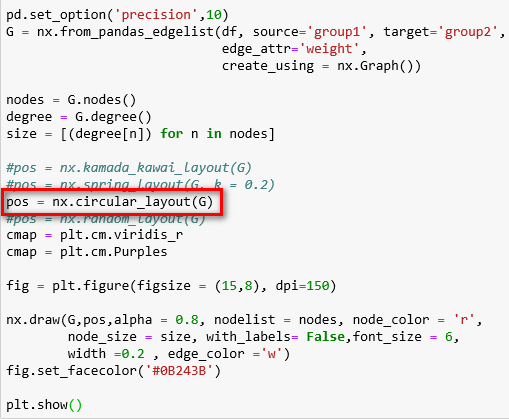 pd.set_option('precision',10)
G = nx.from_pandas_edgelist(df, source='group1', target='group2',
edge_attr='weight',
create_using = nx.Graph())
nodes = G.nodes()
degree = G.degree()
size = [(degree[n]) for n in nodes]
#pos = nx.kamada_kawai_layout(G)
#pos = nx.spring_layout(G, k = 0.2)
pos = nx.circular_layout(G)
#pos = nx.random_layout(G)
cmap = plt.cm.viridis_r
cmap = plt.cm.Purples
fig = plt.figure(figsize = (15,8), dpi=150)
nx.draw(G,pos,alpha = 0.8, nodelist = nodes, node_color = 'r',
node_size = size, with_labels= False,font_size = 6,
width =0.2 , edge_color ='w')
fig.set_facecolor('#0B243B')
plt.show()